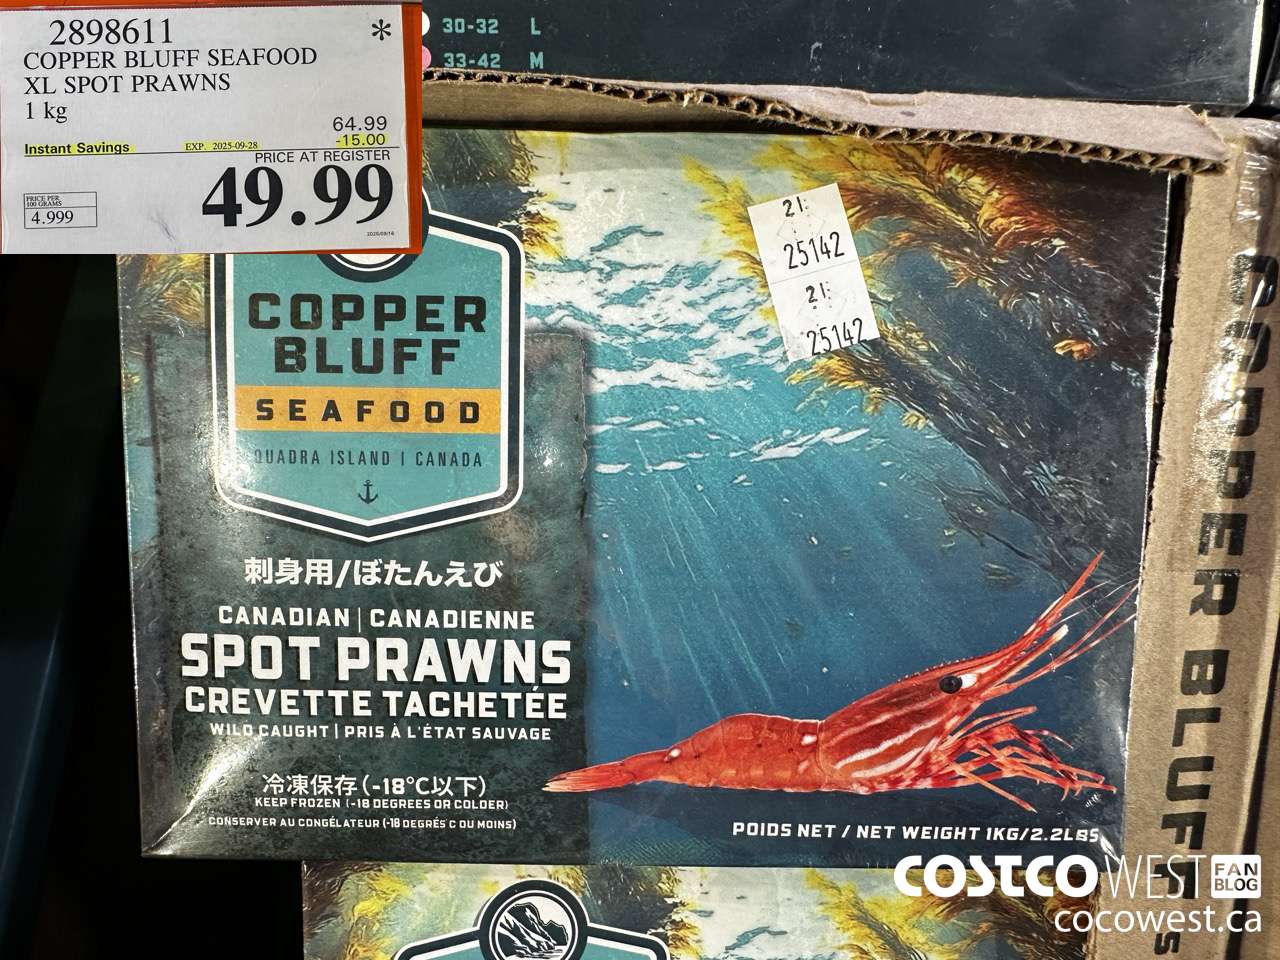 2898611 *
COPPER BLUFF SEAFOOD
XL SPOT PRAWNS
1 kg
64.99
Instant Savings EXP. 2025-09-28 -15.00
PRICE AT REGISTER
49.99
PRICE PER
100 GRAMS
4.999
30-32 L
33-42 M
21:
25142
21:
25142
COPPER
BLUFF
SEAFOOD
QUADRA ISLAND | CANADA
刺身用/ぼたんえび
CANADIAN | CANADIENNE
SPOT PRAWNS
CREVETTE TACHETÉE
WILD CAUGHT | PRIS À L'ÉTAT SAUVAGE
冷凍保存(-18°C以下)
KEEP FROZEN (-18 DEGREES OR COLDER)
CONSERVER AU CONGÉLATEUR (-18 DEGRÉS C OU MOINS)
POIDS NET / NET WEIGHT 1KG/2.2LBS
COPPER BLUFF
COSTCO WEST FAN BLOG
cocowest.ca